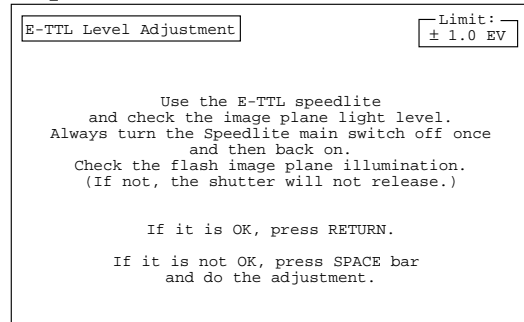 E-TTL Level Adjustment
Limit:
± 1.0 EV
Use the E-TTL speedlite
and check the image plane light level.
Always turn the Speedlite main switch off once
and then back on.
Check the flash image plane illumination.
(If not, the shutter will not release.)
If it is OK, press RETURN.
If it is not OK, press SPACE bar
and do the adjustment.